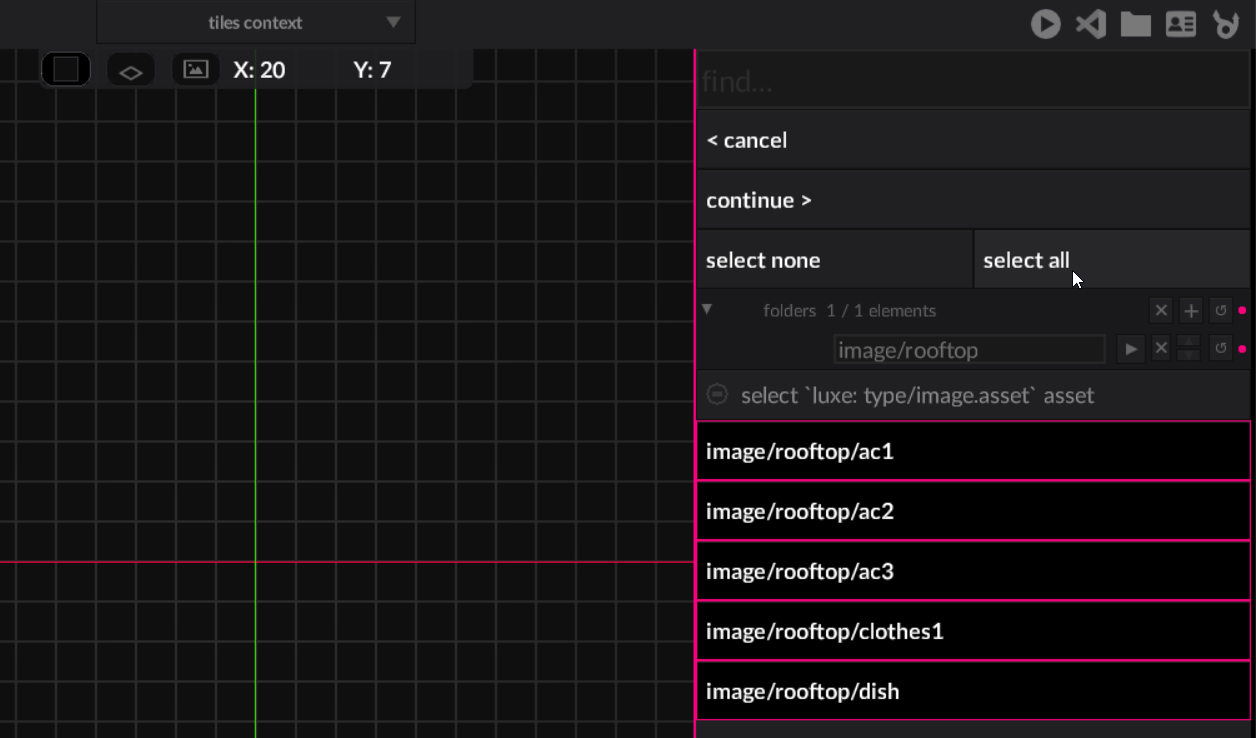 tiles context
X: 20 Y: 7
find...
< cancel
continue >
select none select all
folders 1 / 1 elements
image/rooftop
select `luxe: type/image.asset` asset
image/rooftop/ac1
image/rooftop/ac2
image/rooftop/ac3
image/rooftop/clothes1
image/rooftop/dish